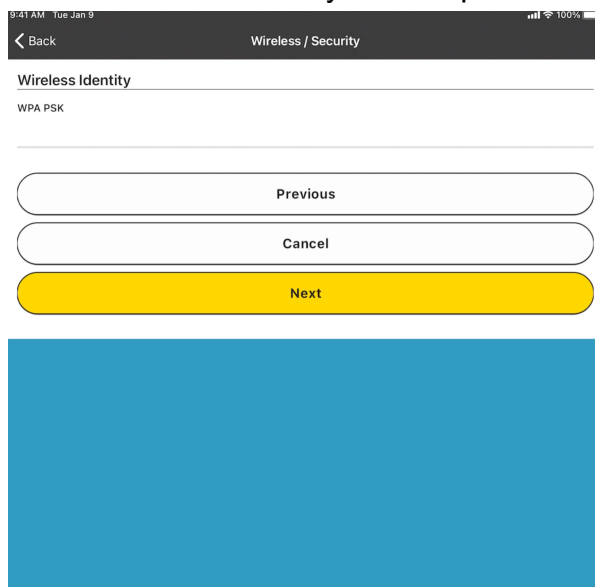 9:41 AM Tue Jan 9 100%
Back Wireless / Security
Wireless Identity
WPA PSK
Previous
Cancel
Next